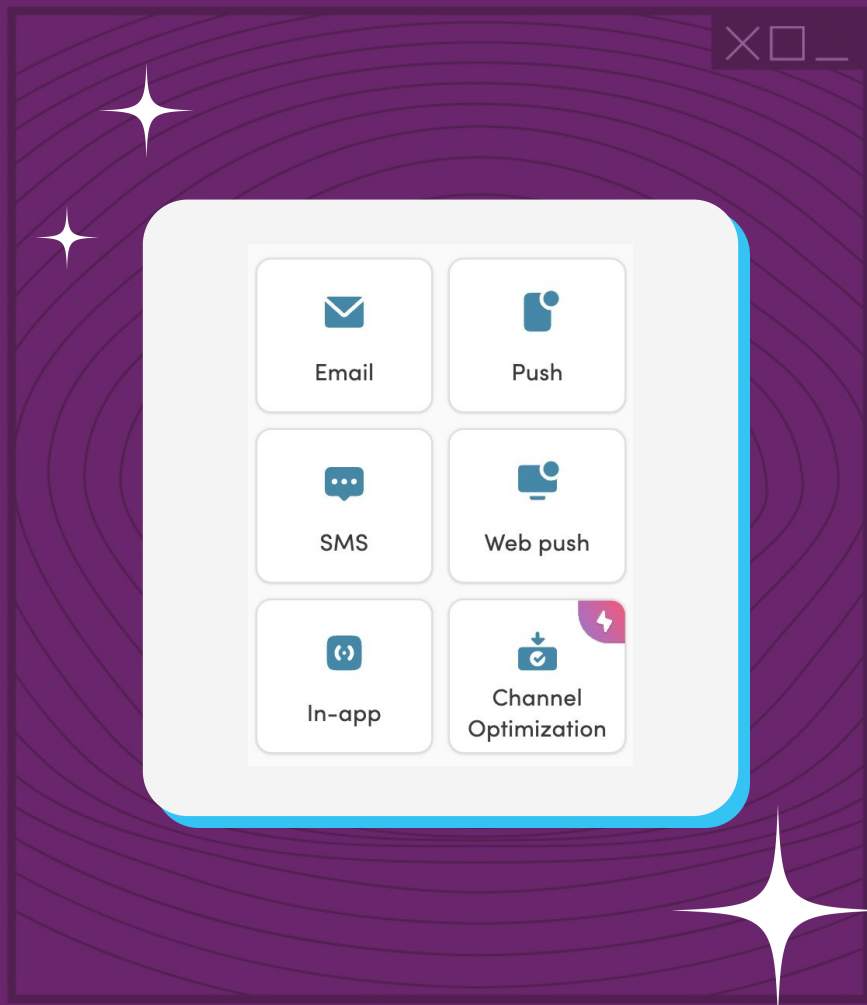 Email
Push
SMS
Web push
In-app
Channel
Optimization